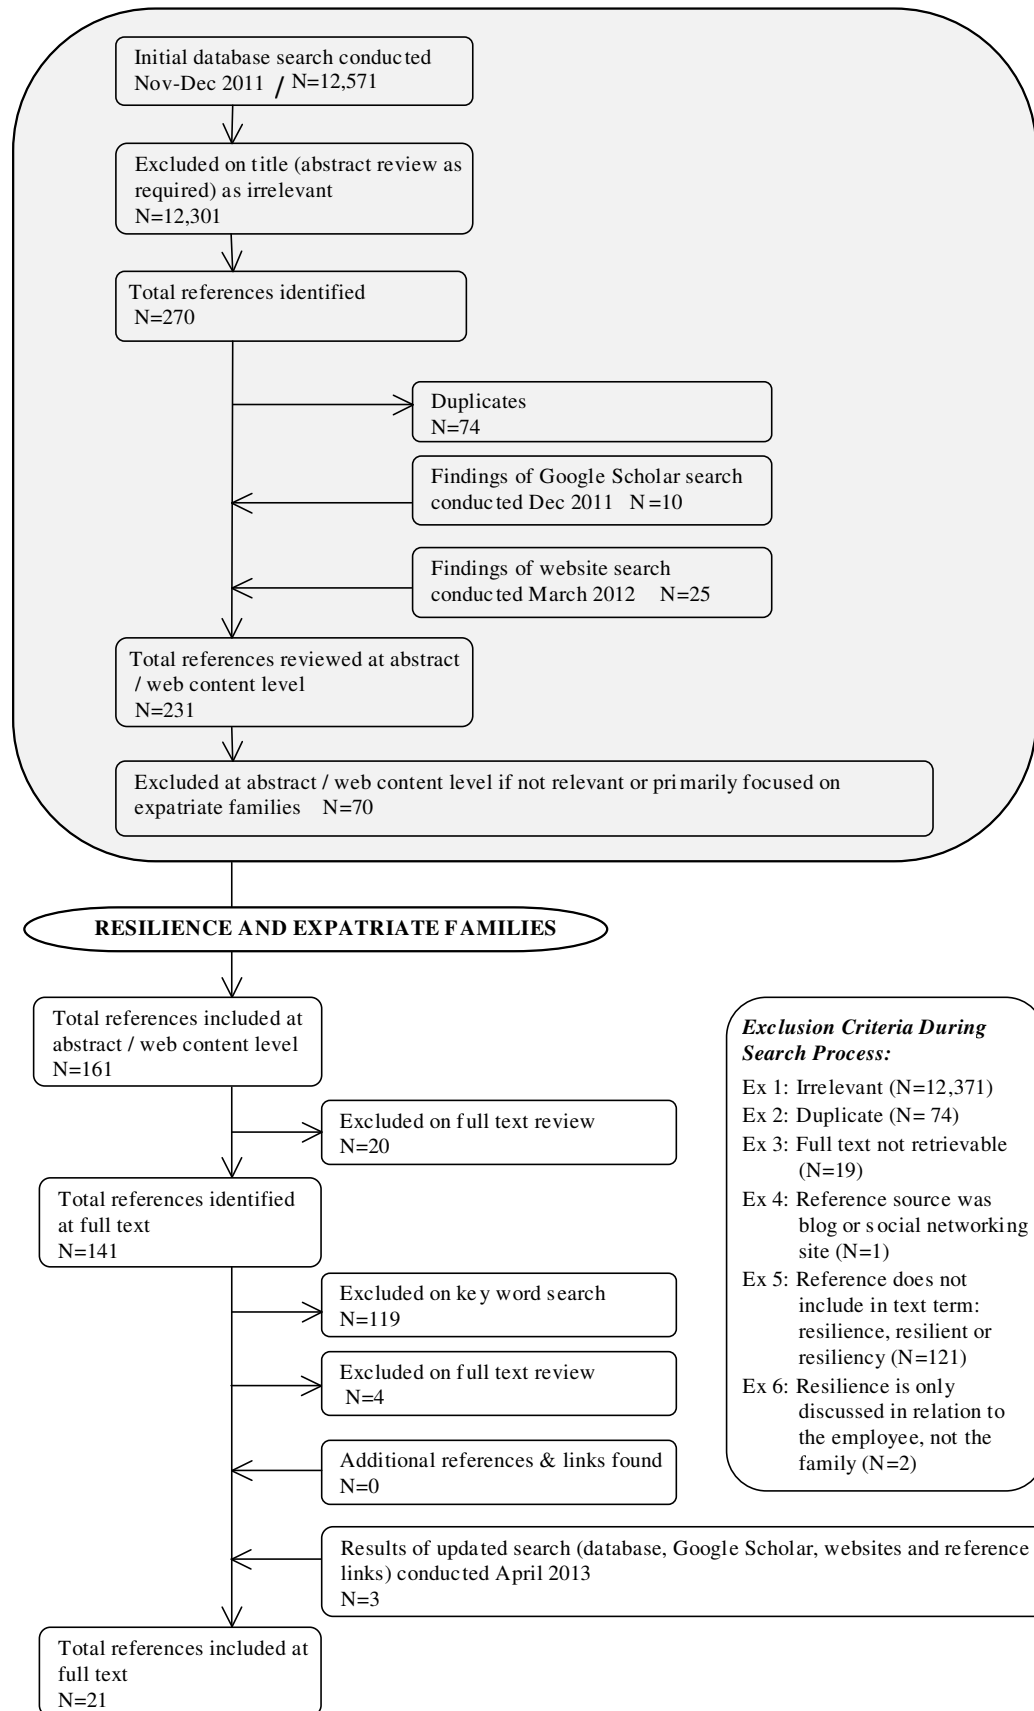 Initial database search conducted
Nov-Dec 2011 / N=12,571
Excluded on title (abstract review as
required) as irrelevant
N=12,301
Total references identified
N=270
Duplicates
N=74
Findings of Google Scholar search
conducted Dec 2011 N=10
Findings of website search
conducted March 2012 N=25
Total references reviewed at abstract
/ web content level
N=231
Excluded at abstract / web content level if not relevant or primarily focused on
expatriate families N=70
RESILIENCE AND EXPATRIATE FAMILIES
Total references included at
abstract / web content level
N=161
Excluded on full text review
N=20
Total references identified
at full text
N=141
Excluded on key word search
N=119
Excluded on full text review
N=4
Additional references & links found
N=0
Results of updated search (database, Google Scholar, websites and reference
links) conducted April 2013
N=3
Total references included at
full text
N=21
Exclusion Criteria During
Search Process:
Ex 1: Irrelevant (N=12,371)
Ex 2: Duplicate (N= 74)
Ex 3: Full text not retrievable
(N=19)
Ex 4: Reference source was
blog or social networking
site (N=1)
Ex 5: Reference does not
include in text term:
resilience, resilient or
resiliency (N=121)
Ex 6: Resilience is only
discussed in relation to
the employee, not the
family (N=2)